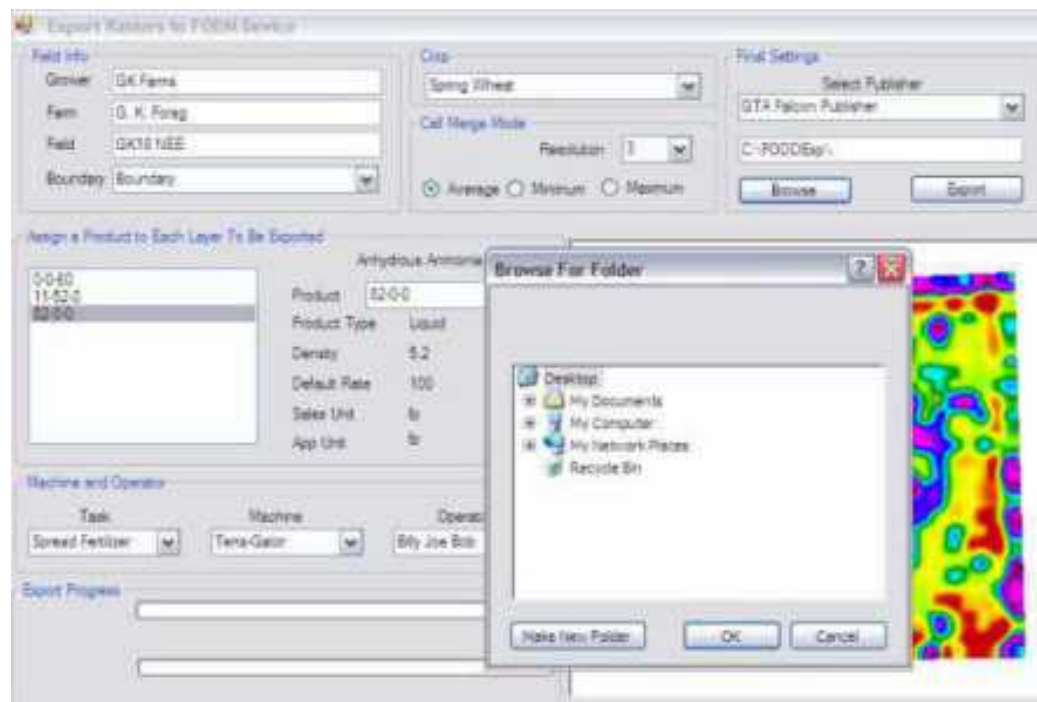 Export Rasters to FODM Device
Field Info
Grower GK Farms
Farm G. K. Forag
Field GK10 NEE
Boundary Boundary
Crop
Spring Wheat
Cell Merge Mode
Resolution 3
Average Minimum Maximum
Final Settings
Select Publisher
GTA Falcon Publisher
C:\FODDExp\
Browse Export
Assign a Product to Each Layer To Be Exported
0-0-60
11-52-0
82-0-0
Anhydrous Ammonia
Product 82-0-0
Product Type Liquid
Density 5.2
Default Rate 100
Sales Unit lb
App Unit lb
Machine and Operator
Task Machine
Spread Fertilizer Terra-Gator Billy Joe Bob
Export Progress
Browse For Folder
Desktop
My Documents
My Computer
My Network Places
Recycle Bin
Make New Folder OK Cancel